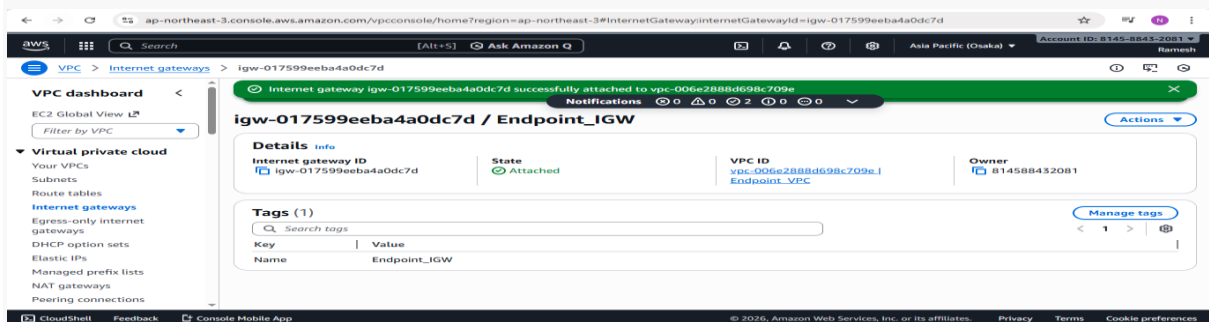 ap-northeast-3.console.aws.amazon.com/vpcconsole/home?region=ap-northeast-3#InternetGateway:internetGatewayId=igw-017599eeba4a0dc7d
N
aws
Search
[Alt+S]
Ask Amazon Q
Asia Pacific (Osaka)
Account ID: 8145-8843-2081
Ramesh
VPC > Internet gateways > igw-017599eeba4a0dc7d
VPC dashboard
EC2 Global View
Filter by VPC
Virtual private cloud
Your VPCs
Subnets
Route tables
Internet gateways
Egress-only internet
gateways
DHCP option sets
Elastic IPs
Managed prefix lists
NAT gateways
Peering connections
Internet gateway igw-017599eeba4a0dc7d successfully attached to vpc-006e2888d698c709e
Notifications 0 0 2 0 0
igw-017599eeba4a0dc7d / Endpoint_IGW
Actions
Details Info
Internet gateway ID
igw-017599eeba4a0dc7d
State
Attached
VPC ID
vpc-006e2888d698c709e |
Endpoint_VPC
Owner
814588432081
Tags (1)
Manage tags
Search tags
< 1 >
Key Value
Name Endpoint_IGW
CloudShell Feedback Console Mobile App © 2026, Amazon Web Services, Inc. or its affiliates. Privacy Terms Cookie preferences